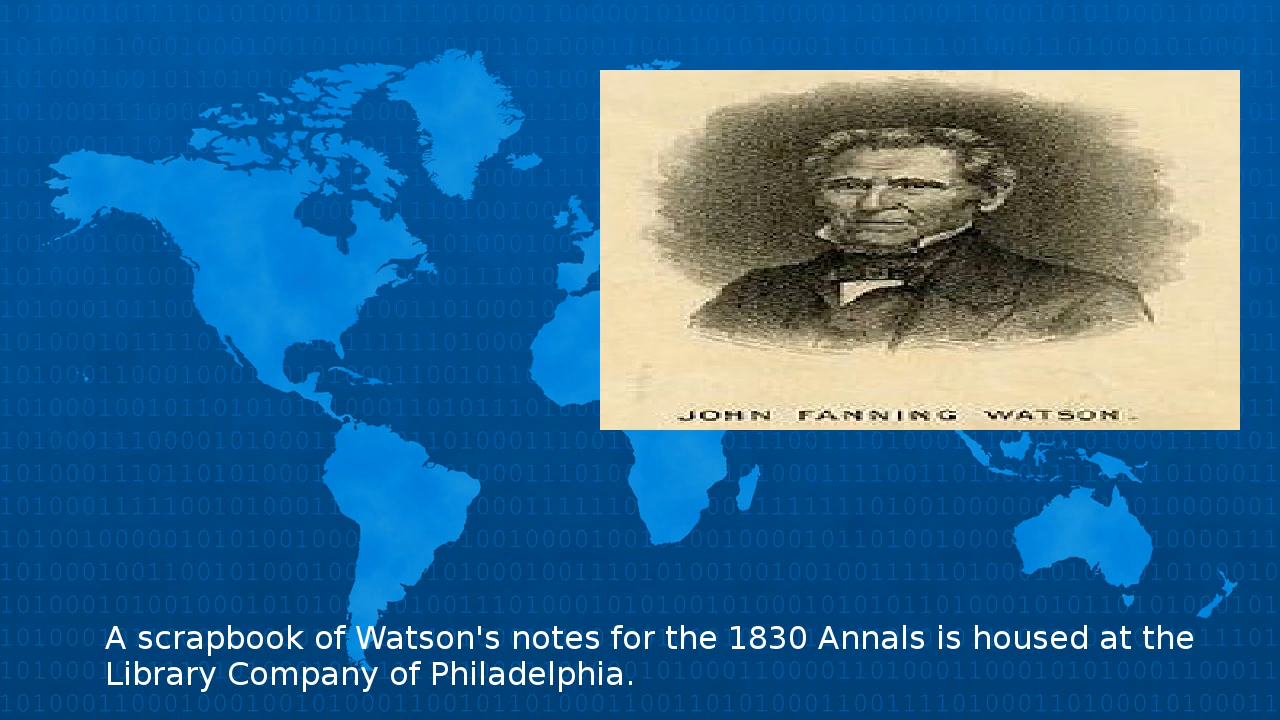 JOHN FANNING WATSON.
A scrapbook of Watson's notes for the 1830 Annals is housed at the
Library Company of Philadelphia.